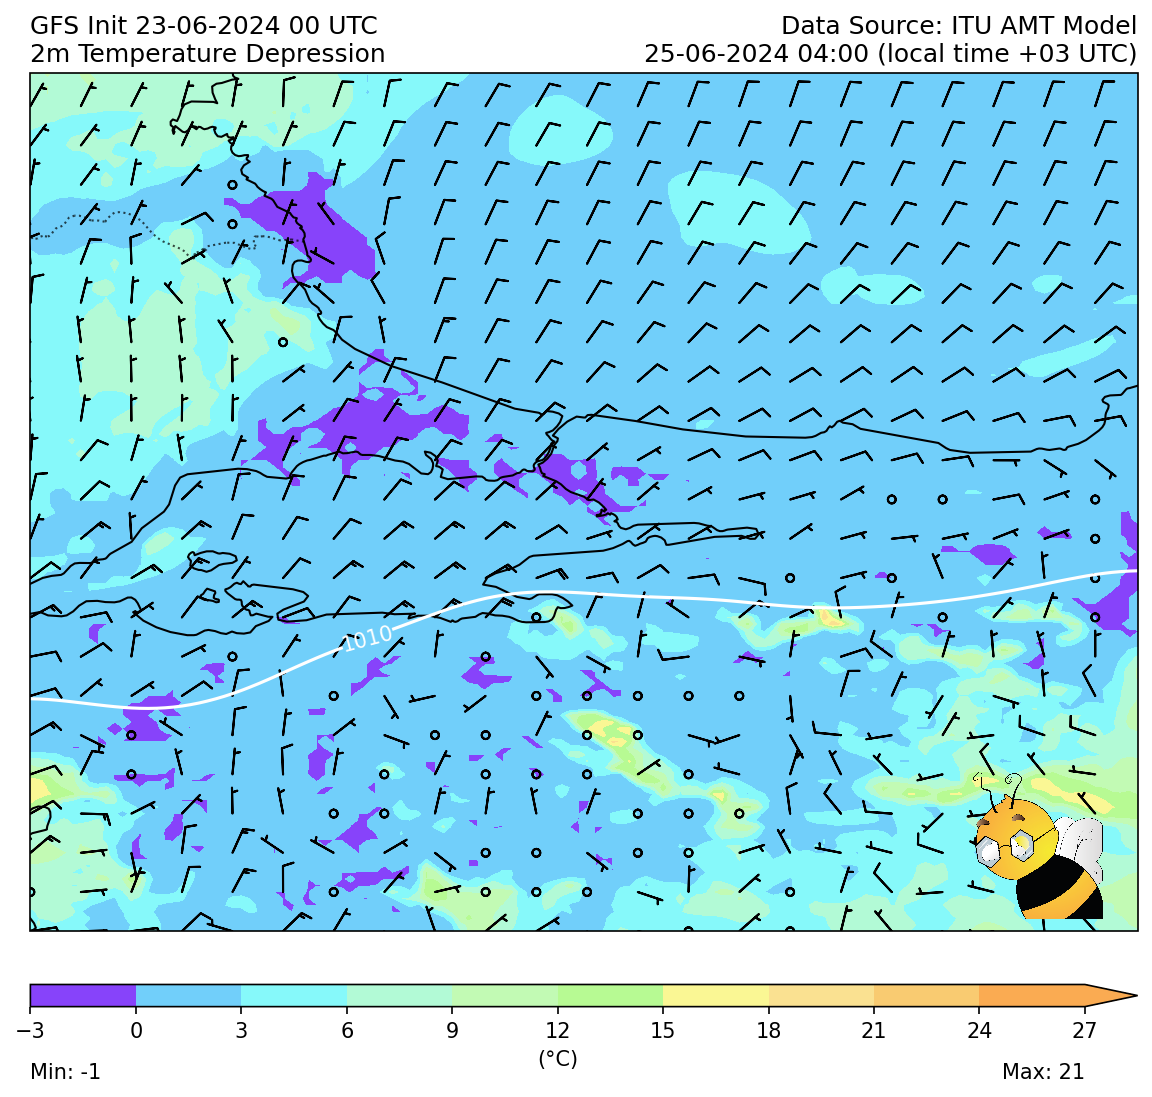 GFS Init 23-06-2024 00 UTC
Data Source: ITU AMT Model
2m Temperature Depression
25-06-2024 04:00 (local time +03 UTC)
1010
−3 0 3 6 9 12 15 18 21 24 27
(°C)
Min: -1
Max: 21